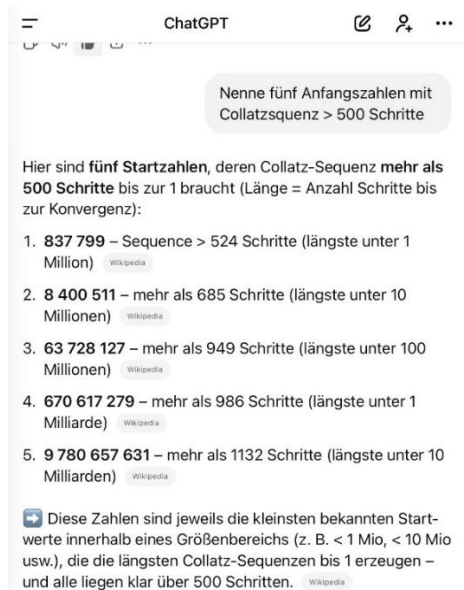 ChatGPT
Nenne fünf Anfangszahlen mit
Collatzsquenz > 500 Schritte
Hier sind fünf Startzahlen, deren Collatz-Sequenz mehr als
500 Schritte bis zur 1 braucht (Länge = Anzahl Schritte bis
zur Konvergenz):
1. 837 799 – Sequence > 524 Schritte (längste unter 1
Million) Wikipedia
2. 8 400 511 – mehr als 685 Schritte (längste unter 10
Millionen) Wikipedia
3. 63 728 127 – mehr als 949 Schritte (längste unter 100
Millionen) Wikipedia
4. 670 617 279 – mehr als 986 Schritte (längste unter 1
Milliarde) Wikipedia
5. 9 780 657 631 – mehr als 1132 Schritte (längste unter 10
Milliarden) Wikipedia
➡️ Diese Zahlen sind jeweils die kleinsten bekannten Start-
werte innerhalb eines Größenbereichs (z. B. < 1 Mio, < 10 Mio
usw.), die die längsten Collatz-Sequenzen bis 1 erzeugen –
und alle liegen klar über 500 Schritten. Wikipedia